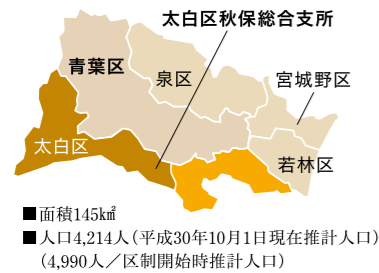 太白区秋保総合支所
青葉区
泉区
宮城野区
太白区
若林区
■面積145㎢
■人口4,214人(平成30年10月1日現在推計人口)
(4,990人／区制開始時推計人口)